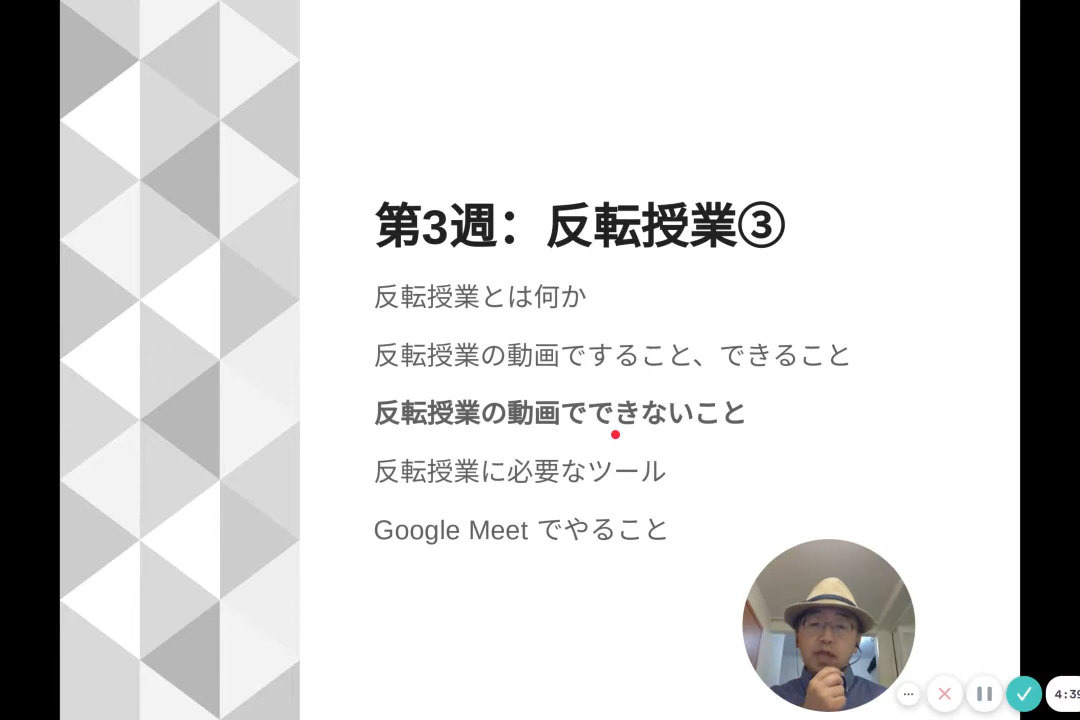 第3週：反転授業③
反転授業とは何か
反転授業の動画ですること、できること
反転授業の動画でできないこと
反転授業に必要なツール
Google Meet でやること
4:39